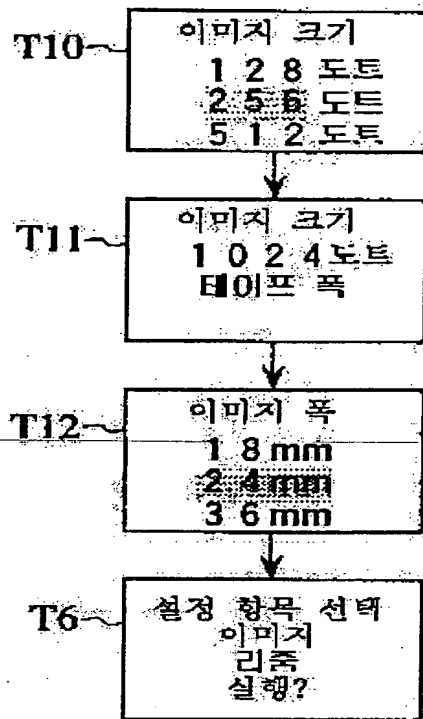 T10
이미지 크기
1 2 8 도트
2 5 6 도트
5 1 2 도트
T11
이미지 크기
1 0 2 4 도트
테이프 폭
T12
이미지 폭
1 8 mm
2 4 mm
3 6 mm
T6
설정 항목 선택
이미지
리줌
실행?